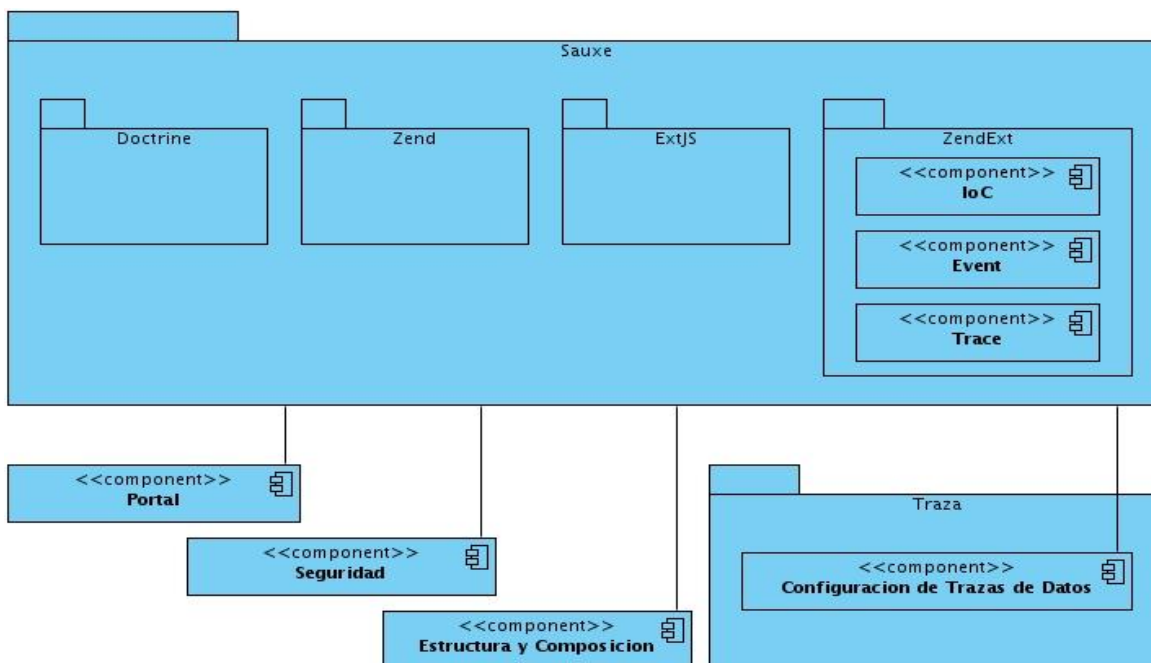 Sauxe
Doctrine
Zend
ExtJS
ZendExt
<<component>>
IoC
<<component>>
Event
<<component>>
Trace
<<component>>
Portal
<<component>>
Seguridad
<<component>>
Estructura y Composicion
Traza
<<component>>
Configuracion de Trazas de Datos